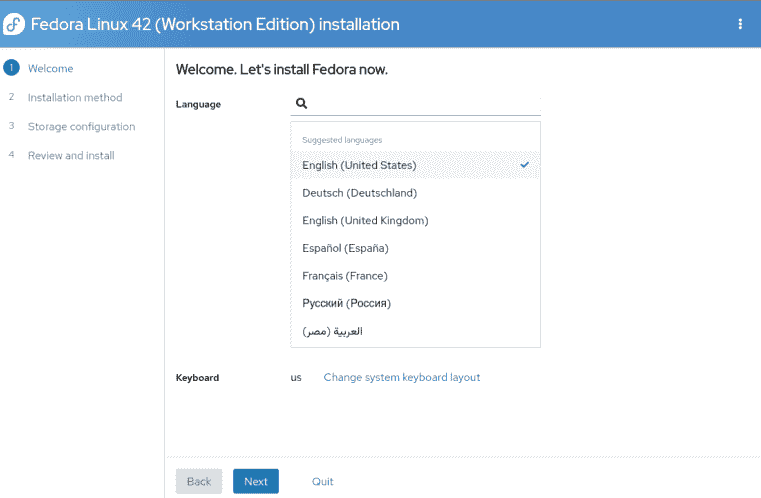 Fedora Linux 42 (Workstation Edition) installation
1 Welcome
2 Installation method
3 Storage configuration
4 Review and install
Welcome. Let's install Fedora now.
Language
Suggested languages
English (United States)
Deutsch (Deutschland)
English (United Kingdom)
Español (España)
Français (France)
Русский (Россия)
العربية (مصر)
Keyboard us Change system keyboard layout
Back Next Quit